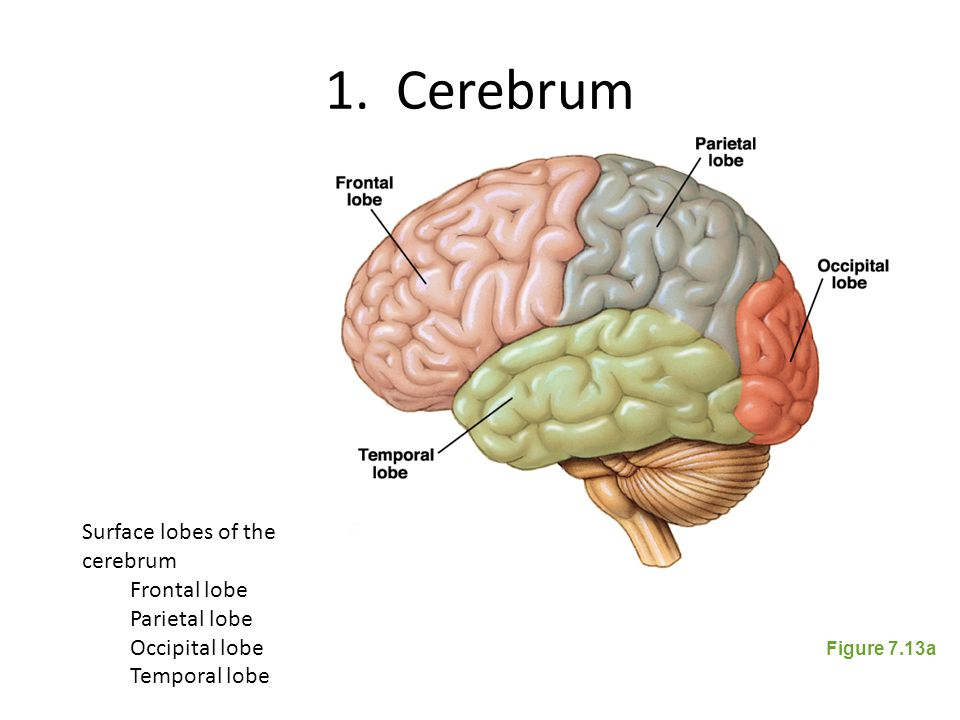 1. Cerebrum
Parietal
lobe
Frontal
lobe
Occipital
lobe
Temporal
lobe
Surface lobes of the
cerebrum
Frontal lobe
Parietal lobe
Occipital lobe
Temporal lobe
Figure 7.13a